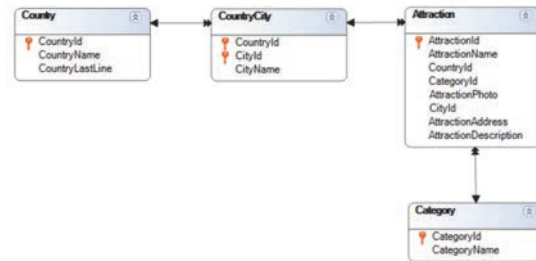 Country
CountryId
CountryName
CountryLastLine
CountryCity
CountryId
CityId
CityName
Attraction
AttractionId
AttractionName
CountryId
CategoryId
AttractionPhoto
CityId
AttractionAddress
AttractionDescription
Category
CategoryId
CategoryName